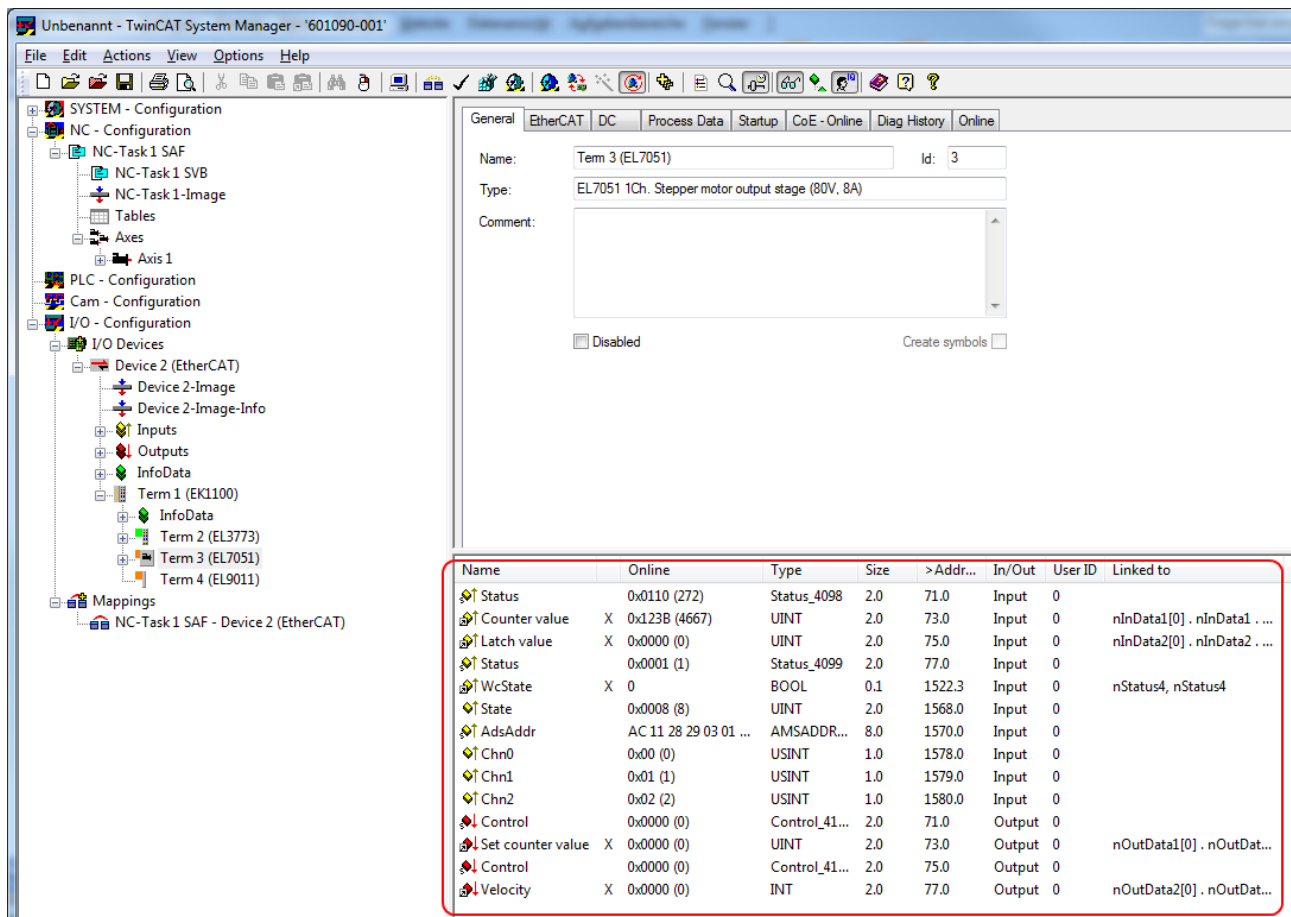 Unbenannt - TwinCAT System Manager - '601090-001'
File Edit Actions View Options Help
SYSTEM - Configuration
NC - Configuration
NC-Task 1 SAF
NC-Task 1 SVB
NC-Task 1-Image
Tables
Axes
Axis 1
PLC - Configuration
Cam - Configuration
I/O - Configuration
I/O Devices
Device 2 (EtherCAT)
Device 2-Image
Device 2-Image-Info
Inputs
Outputs
InfoData
Term 1 (EK1100)
InfoData
Term 2 (EL3773)
Term 3 (EL7051)
Term 4 (EL9011)
Mappings
NC-Task 1 SAF - Device 2 (EtherCAT)
General EtherCAT DC Process Data Startup CoE - Online Diag History Online
Name: Term 3 (EL7051) Id: 3
Type: EL7051 1Ch. Stepper motor output stage (80V, 8A)
Comment:
Disabled Create symbols
Name Online Type Size >Addr... In/Out User ID Linked to
Status 0x0110 (272) Status_4098 2.0 71.0 Input 0
Counter value X 0x123B (4667) UINT 2.0 73.0 Input 0 nInData1[0] . nInData1 . ...
Latch value X 0x0000 (0) UINT 2.0 75.0 Input 0 nInData2[0] . nInData2 . ...
Status 0x0001 (1) Status_4099 2.0 77.0 Input 0
WcState X 0 BOOL 0.1 1522.3 Input 0 nStatus4, nStatus4
State 0x0008 (8) UINT 2.0 1568.0 Input 0
AdsAddr AC 11 28 29 03 01 ... AMSADDR... 8.0 1570.0 Input 0
Chn0 0x00 (0) USINT 1.0 1578.0 Input 0
Chn1 0x01 (1) USINT 1.0 1579.0 Input 0
Chn2 0x02 (2) USINT 1.0 1580.0 Input 0
Control 0x0000 (0) Control_41... 2.0 71.0 Output 0
Set counter value X 0x0000 (0) UINT 2.0 73.0 Output 0 nOutData1[0] . nOutDat...
Control 0x0000 (0) Control_41... 2.0 75.0 Output 0
Velocity X 0x0000 (0) INT 2.0 77.0 Output 0 nOutData2[0] . nOutDat...